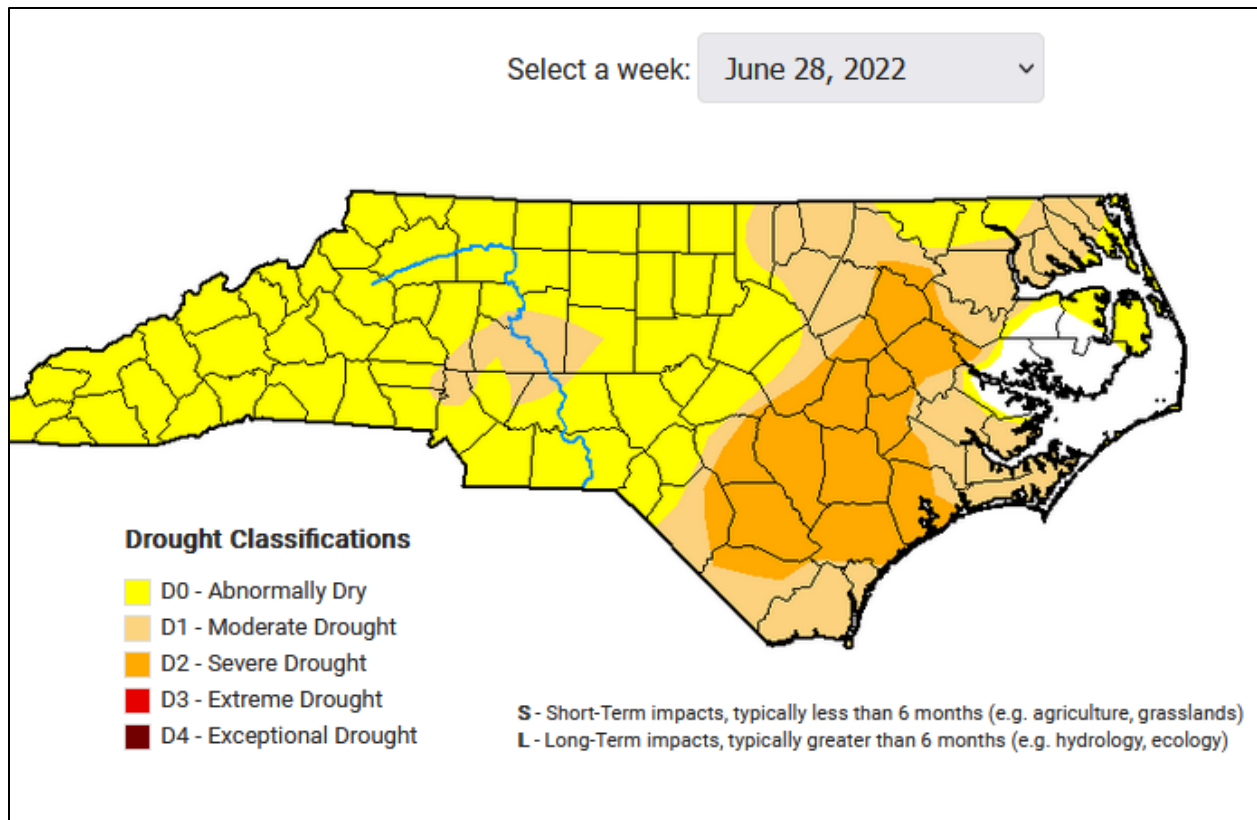 Select a week: June 28, 2022
Drought Classifications
D0 - Abnormally Dry
D1 - Moderate Drought
D2 - Severe Drought
D3 - Extreme Drought
D4 - Exceptional Drought
S - Short-Term impacts, typically less than 6 months (e.g. agriculture, grasslands)
L - Long-Term impacts, typically greater than 6 months (e.g. hydrology, ecology)